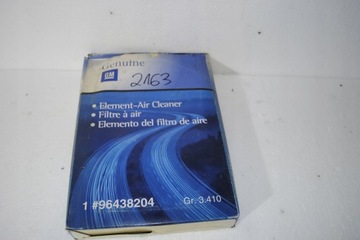 Genuine
GM
2163
• Element-Air Cleaner
• Filtre à air
• Elemento del filtro de aire
1 #96438204
Gr. 3.410